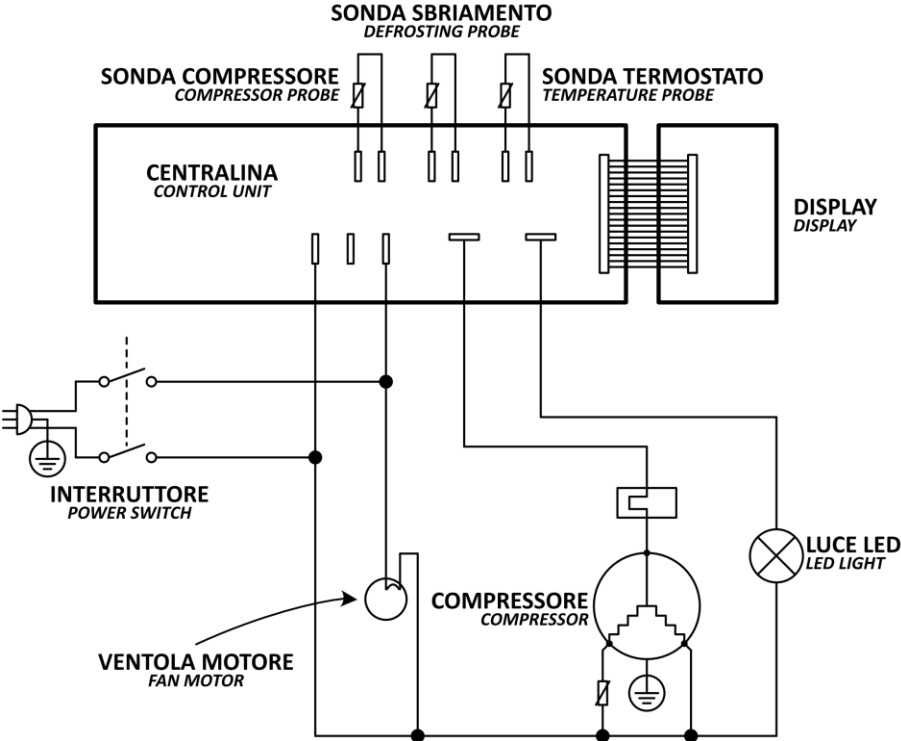 SONDA SBRIAMENTO
DEFROSTING PROBE
SONDA COMPRESSORE
COMPRESSOR PROBE
SONDA TERMOSTATO
TEMPERATURE PROBE
CENTRALINA
CONTROL UNIT
DISPLAY
DISPLAY
INTERRUTTORE
POWER SWITCH
LUCE LED
LED LIGHT
COMPRESSORE
COMPRESSOR
VENTOLA MOTORE
FAN MOTOR